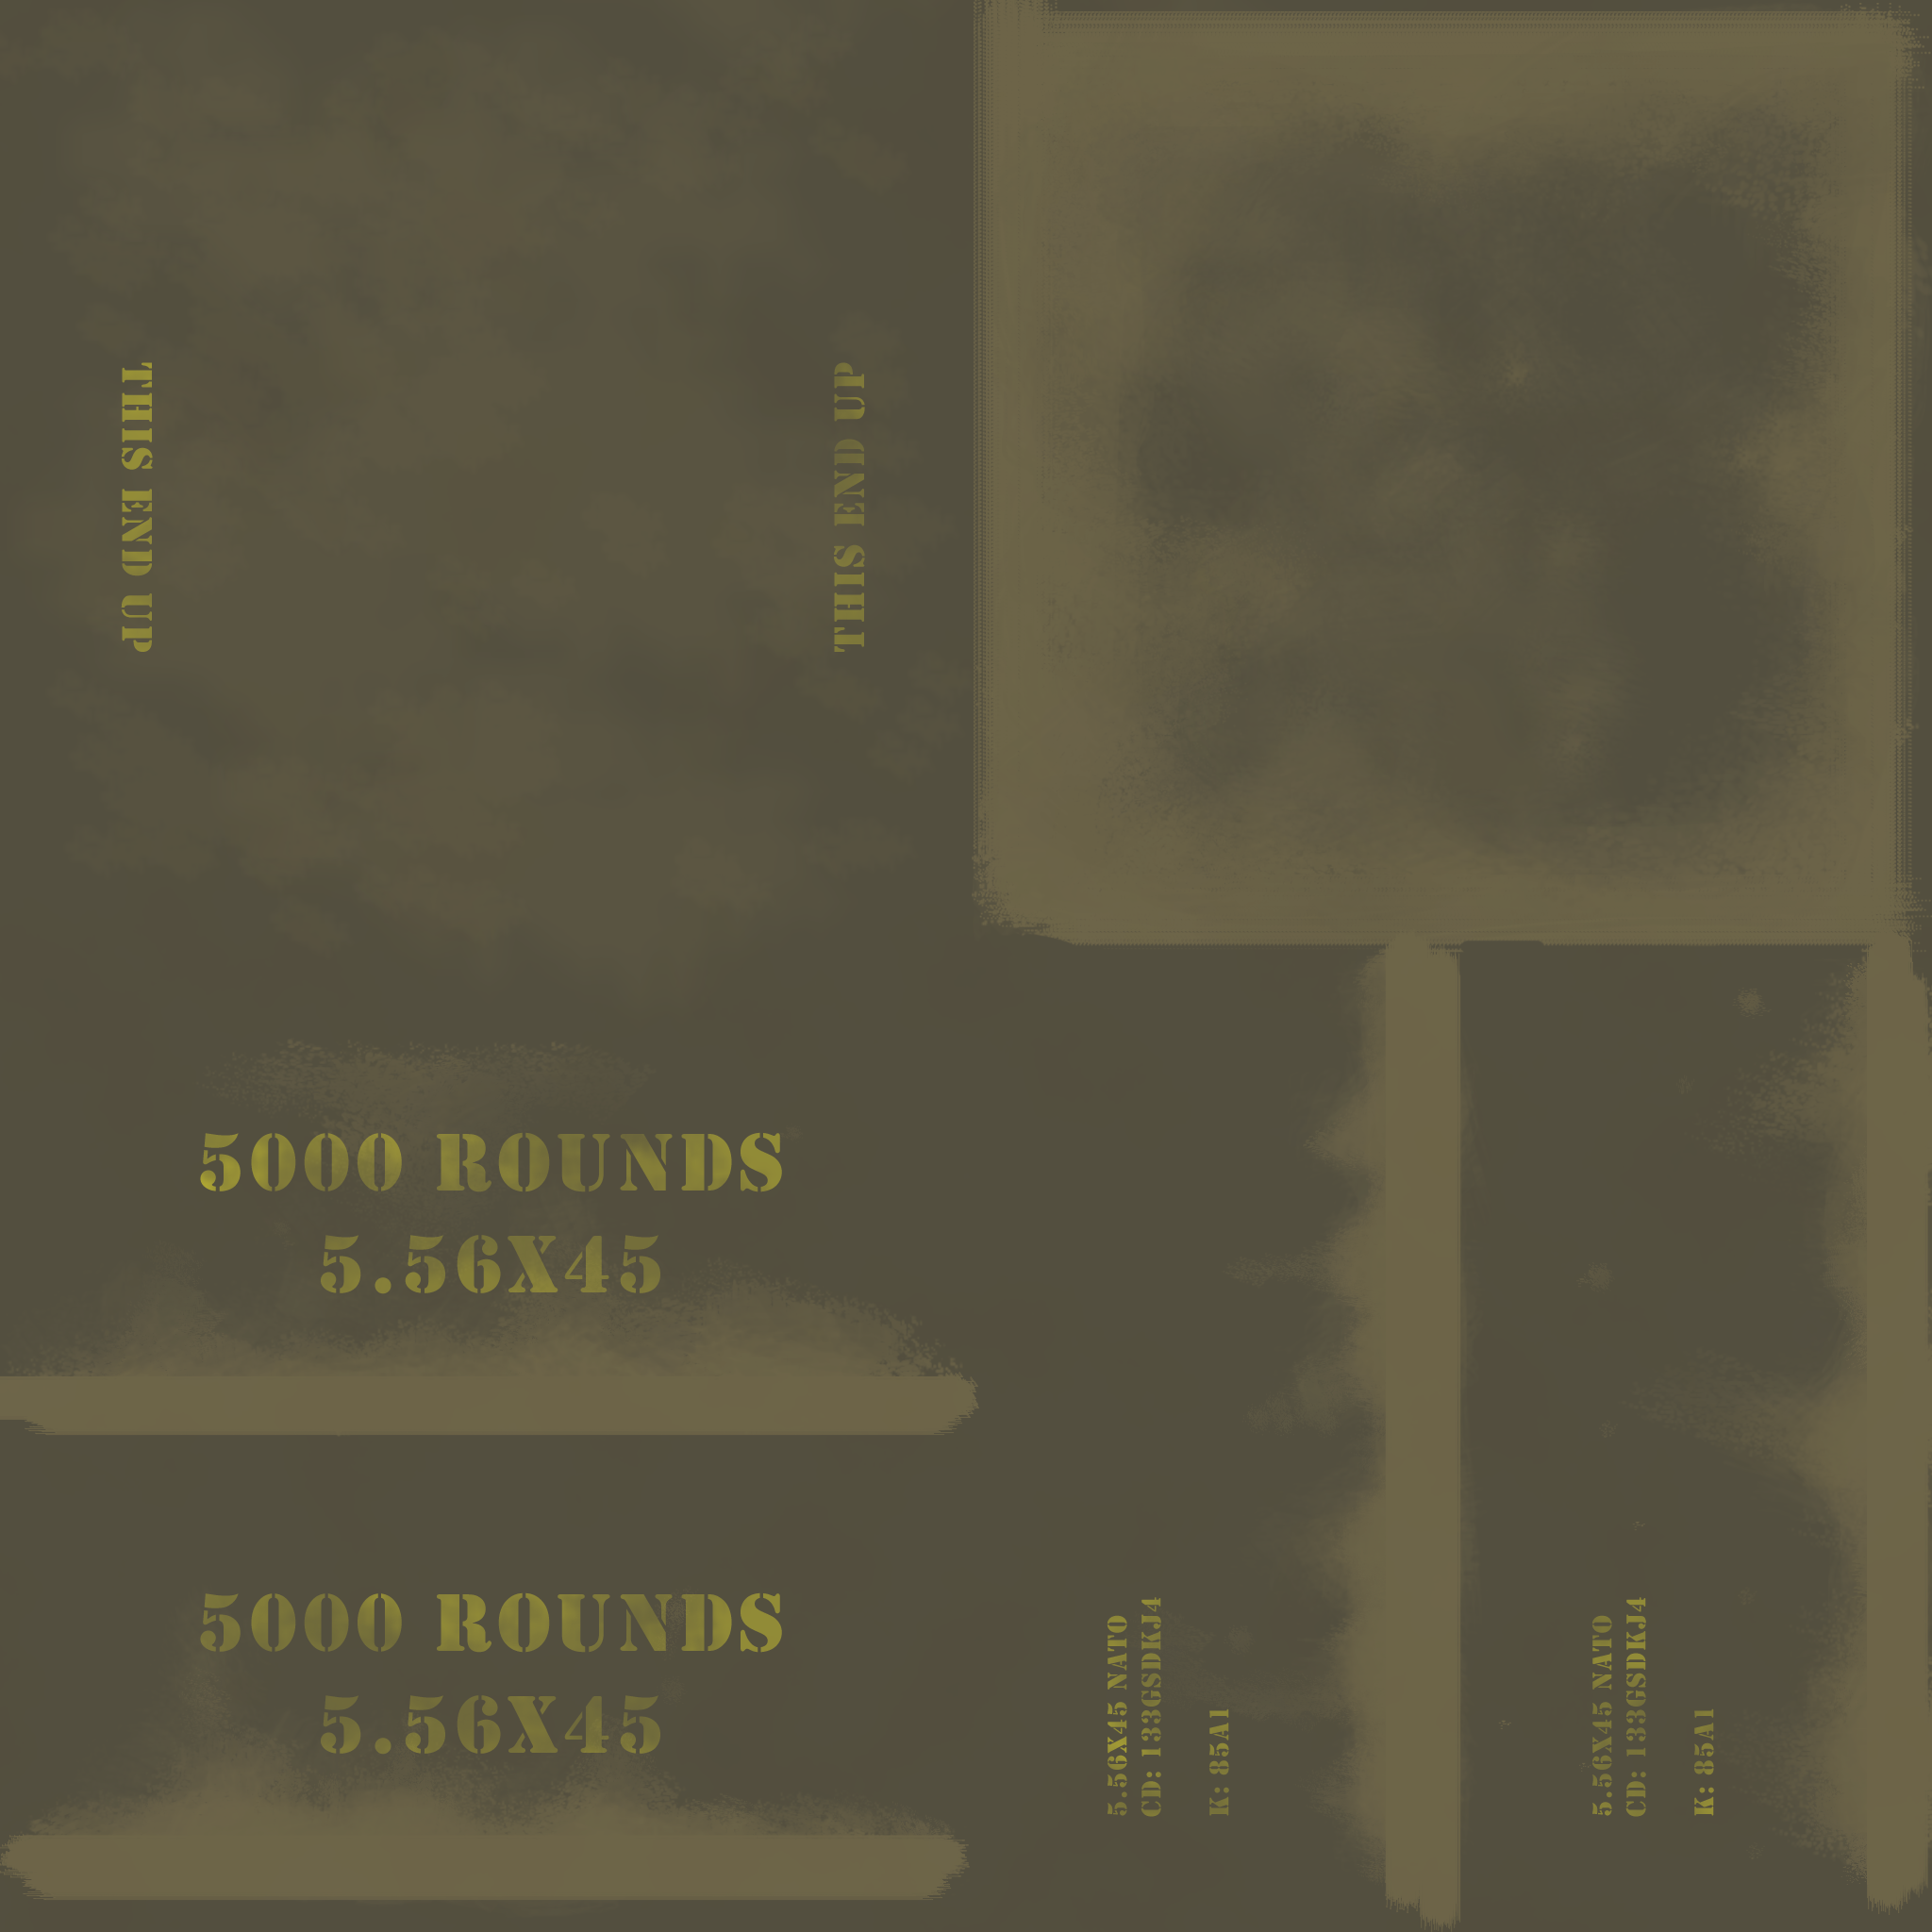 THIS END UP
THIS END UP
5000 ROUNDS
5.56X45
5000 ROUNDS
5.56X45
5.56X45 NATO
CD: 133GSDKJ4
K: 85A1
5.56X45 NATO
CD: 133GSDKJ4
K: 85A1